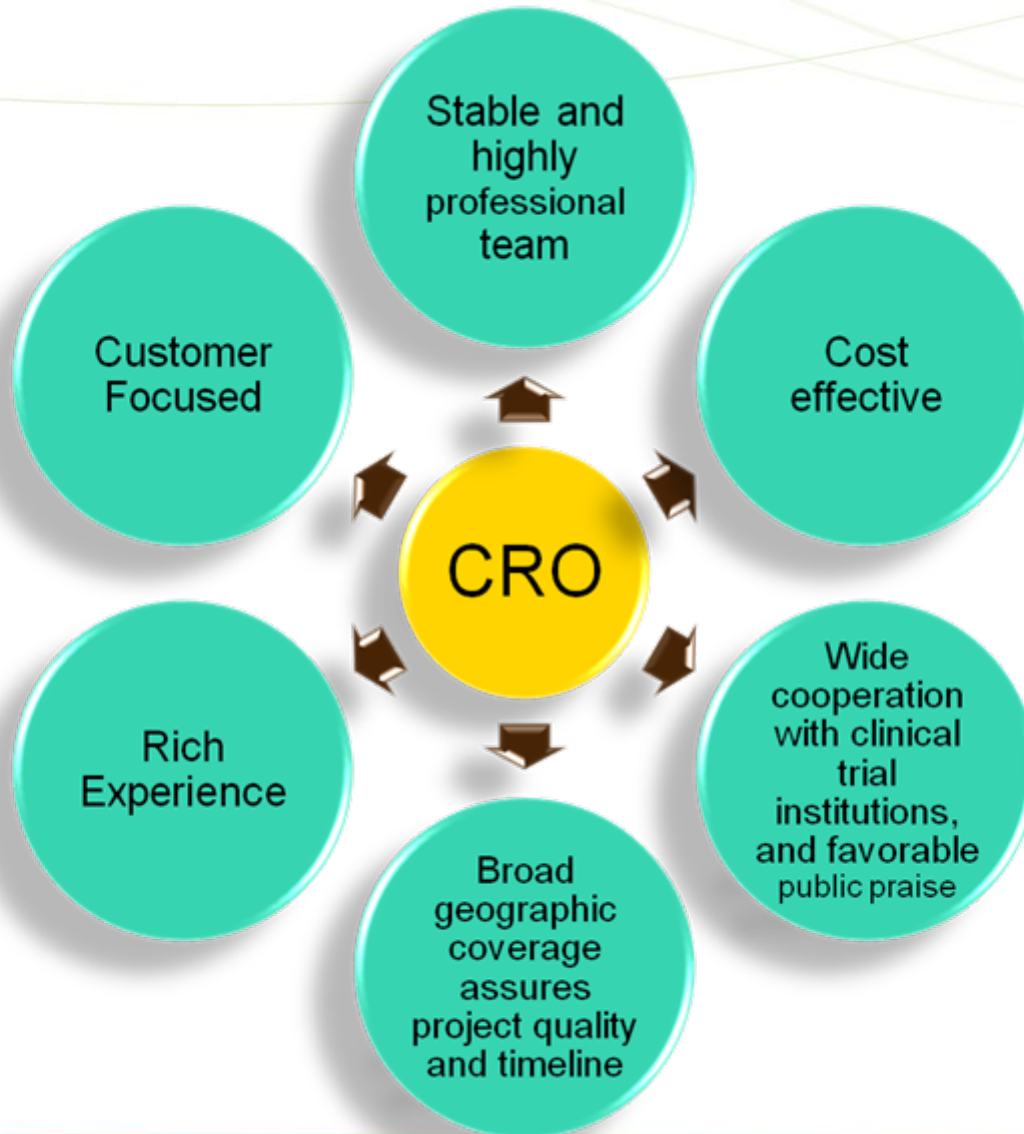 Stable and
highly
professional
team
Customer
Focused
Cost
effective
CRO
Rich
Experience
Wide
cooperation
with clinical
trial
institutions,
and favorable
public praise
Broad
geographic
coverage
assures
project quality
and timeline